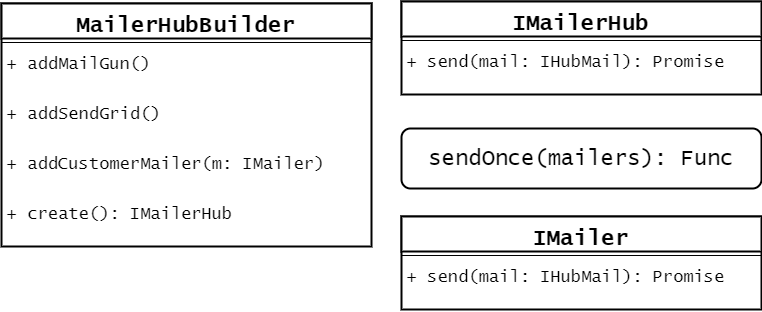 MailerHubBuilder
+ addMailGun()
+ addSendGrid()
+ addCustomerMailer(m: IMailer)
+ create(): IMailerHub
IMailerHub
+ send(mail: IHubMail): Promise
sendOnce(mailers): Func
IMailer
+ send(mail: IHubMail): Promise